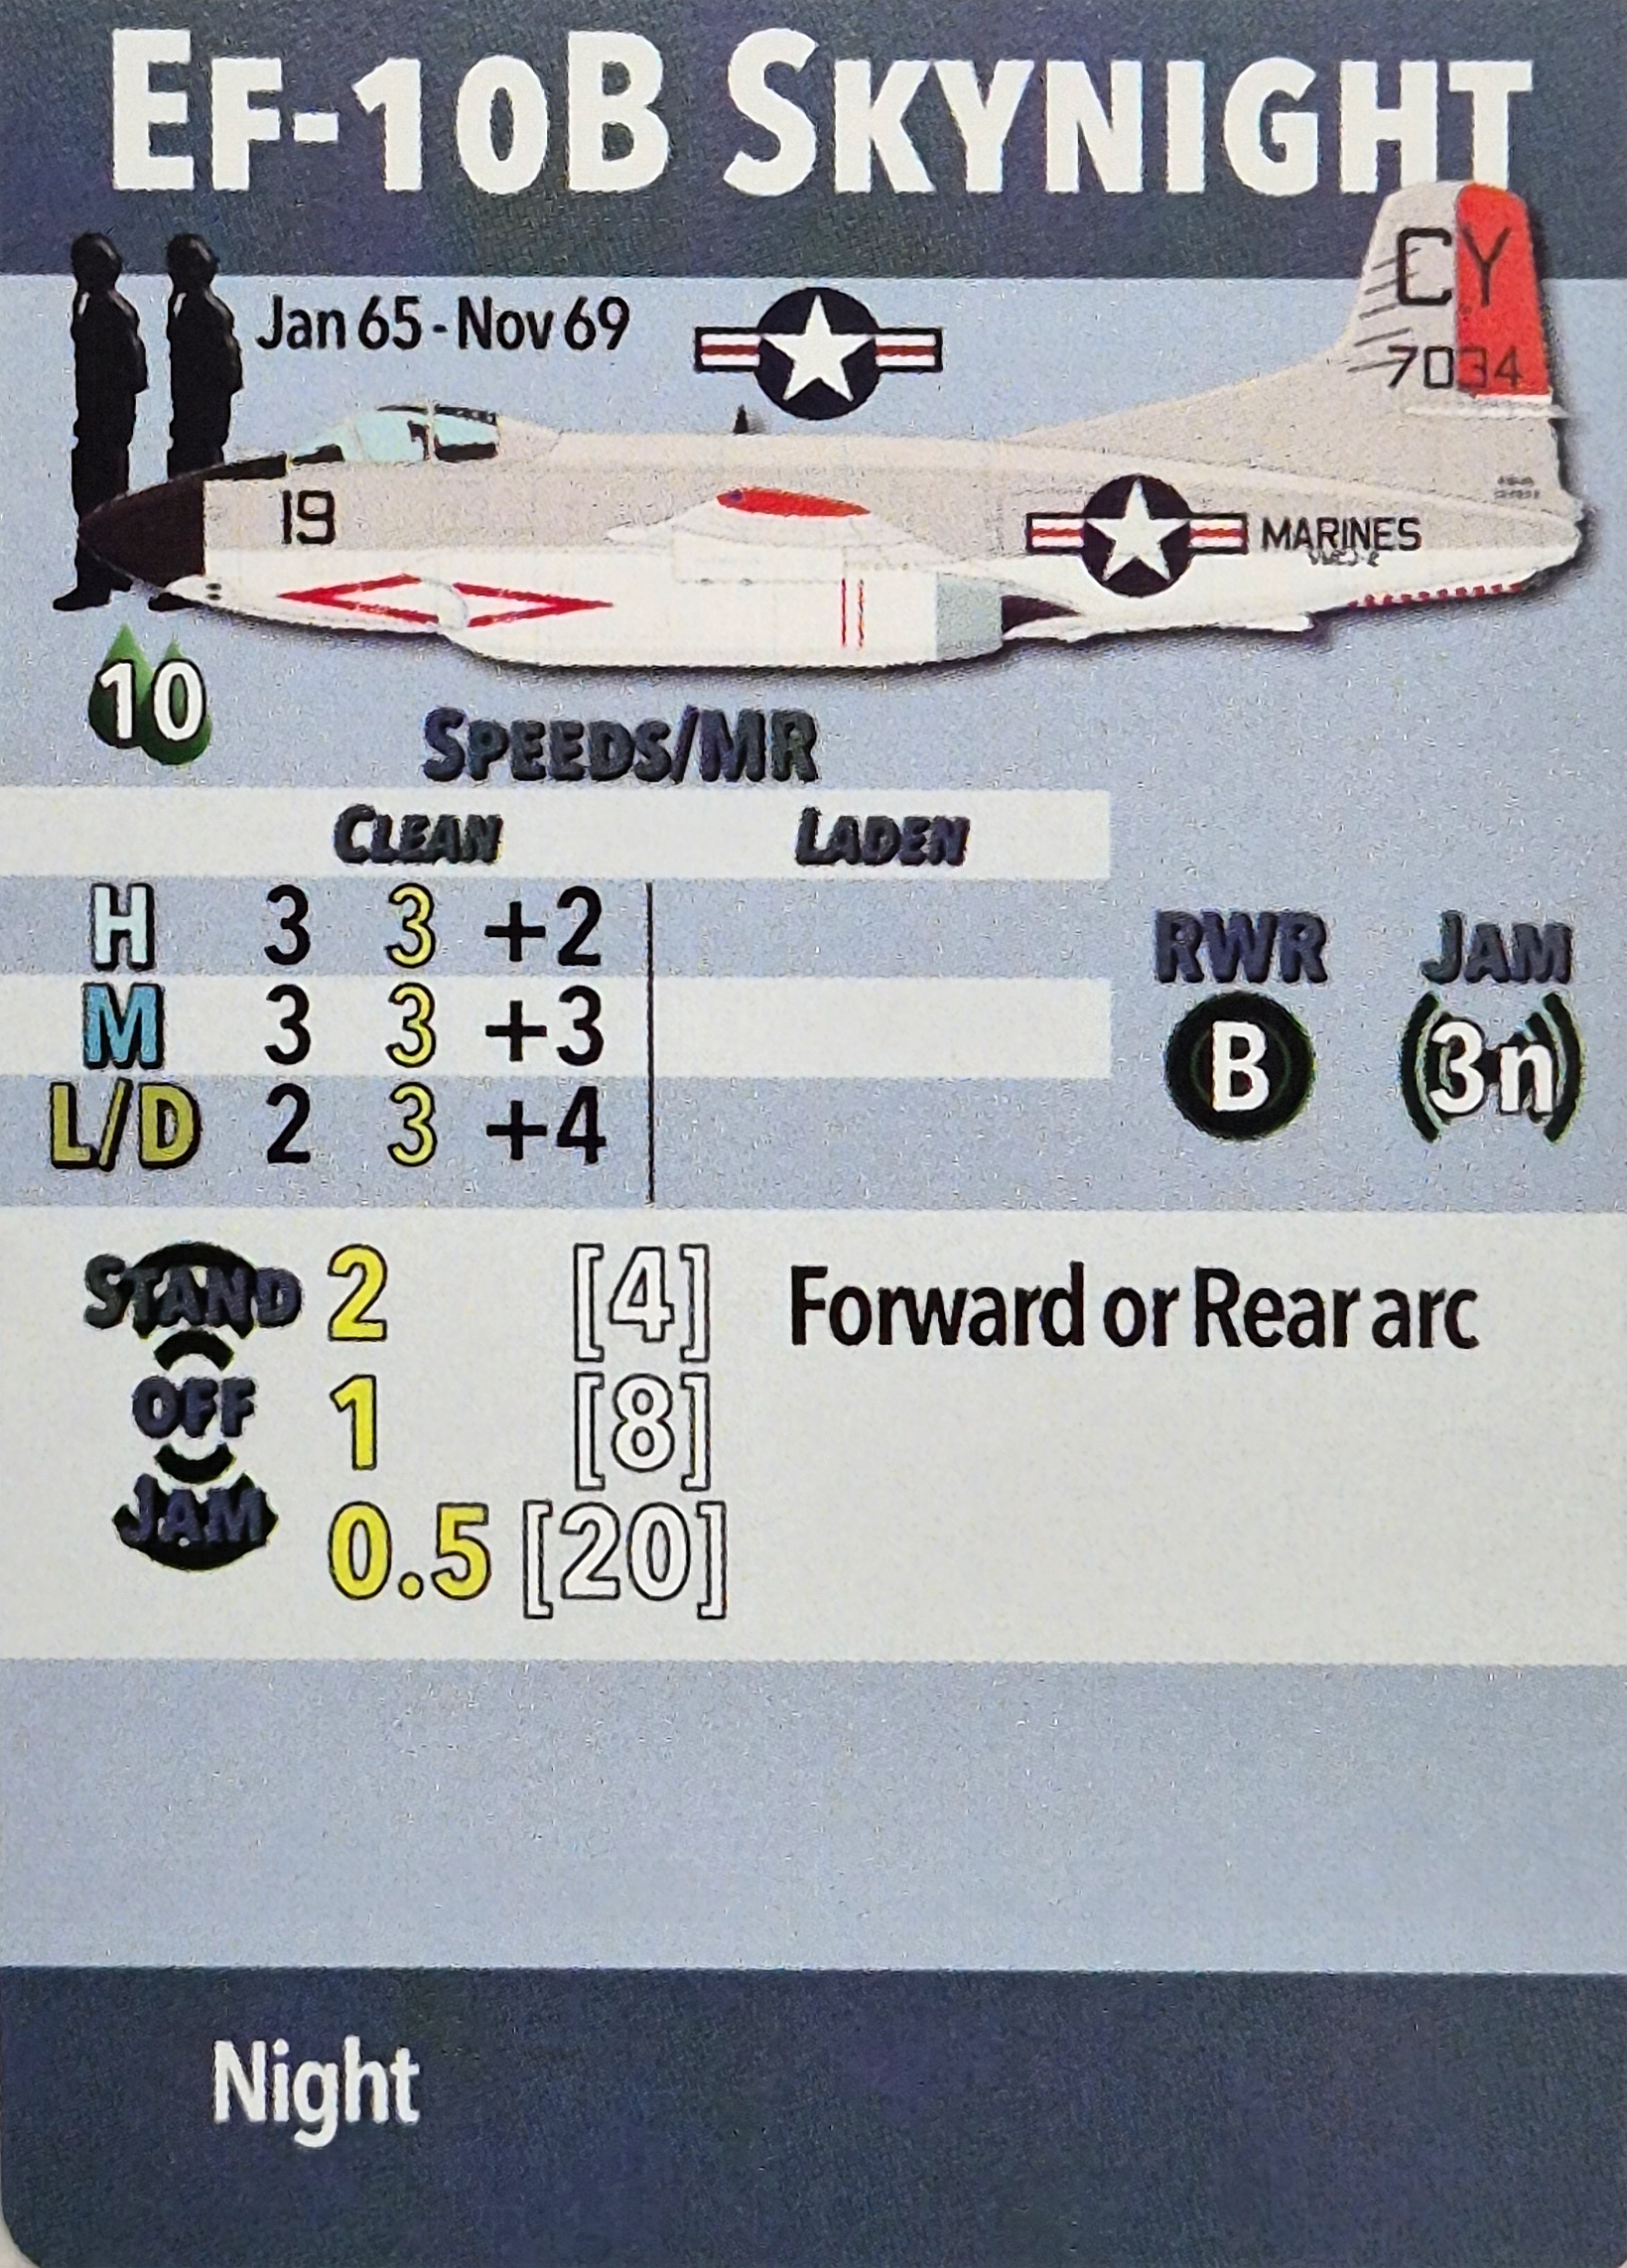 EF-10B SKYNIGHT
CY
7034
Jan 65 - Nov 69
19
MARINES
10
SPEEDS/MR
CLEAN LADEN
H 3 3 +2
M 3 3 +3
L/D 2 3 +4
RWR JAM
B 3n
STAND OFF JAM
2 [4] Forward or Rear arc
1 [8]
0.5 [20]
Night